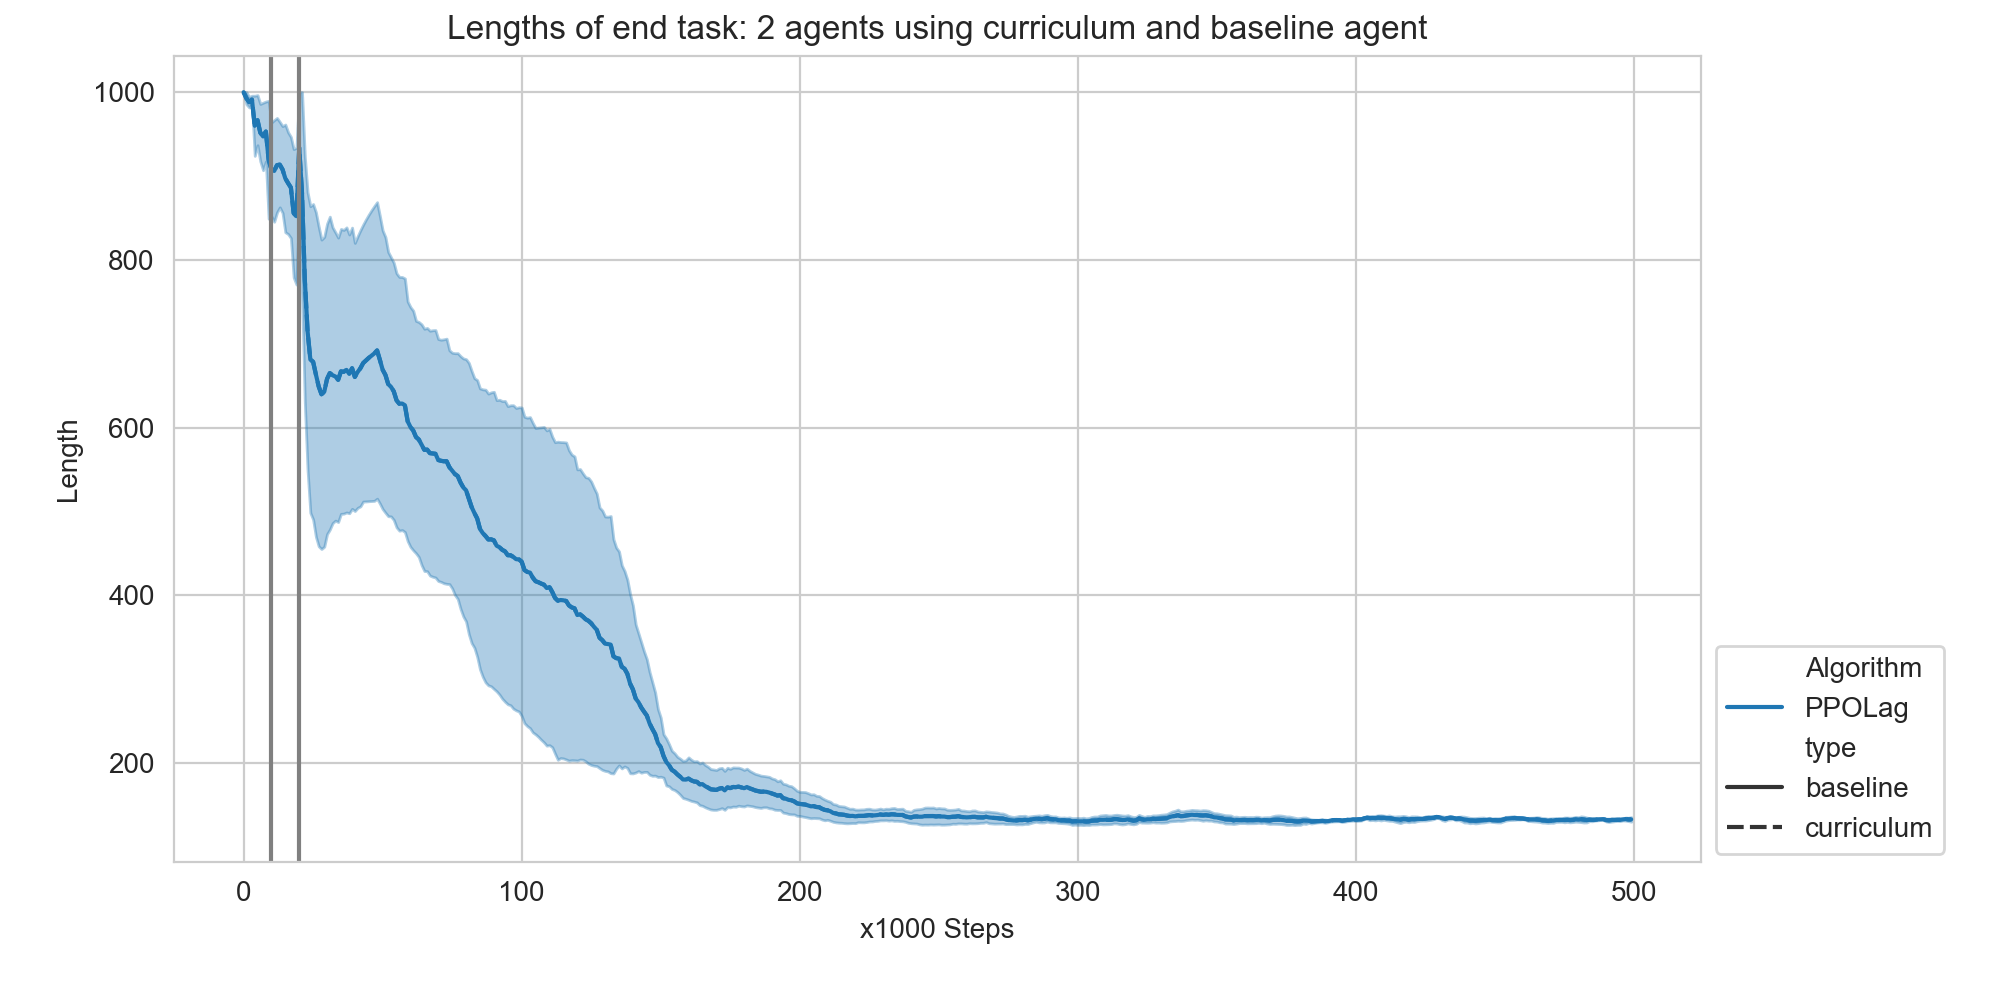 Lengths of end task: 2 agents using curriculum and baseline agent
1000
800
600
400
200
Length
0 100 200 300 400 500
x1000 Steps
Algorithm
PPOLag
type
baseline
curriculum